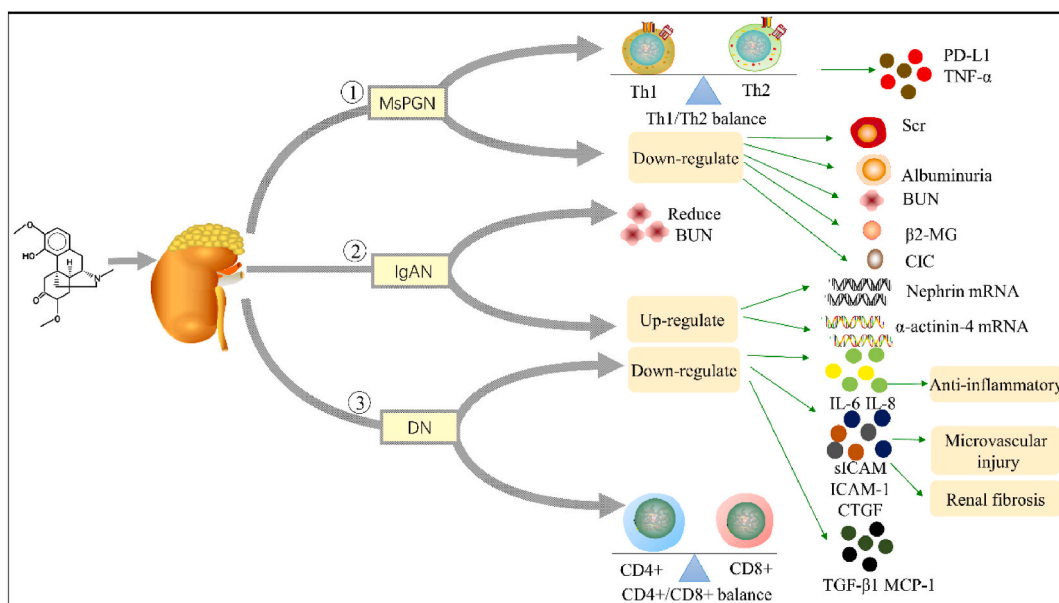 O
HO
H
N
O
O
①
MsPGN
②
IgAN
③
DN
Th1
Th2
Th1/Th2 balance
PD-L1
TNF-α
Down-regulate
Scr
Albuminuria
BUN
β2-MG
CIC
Reduce
BUN
Up-regulate
Nephrin mRNA
α-actinin-4 mRNA
Down-regulate
IL-6 IL-8
Anti-inflammatory
sICAM
ICAM-1
CTGF
Microvascular
injury
Renal fibrosis
TGF-β1 MCP-1
CD4+
CD8+
CD4+/CD8+ balance